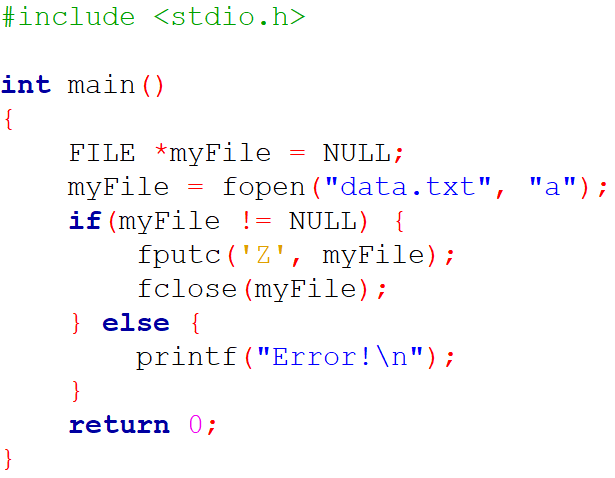 #include <stdio.h>

int main()
{
    FILE *myFile = NULL;
    myFile = fopen("data.txt", "a");
    if(myFile != NULL) {
        fputc('Z', myFile);
        fclose(myFile);
    } else {
        printf("Error!\n");
    }
    return 0;
}